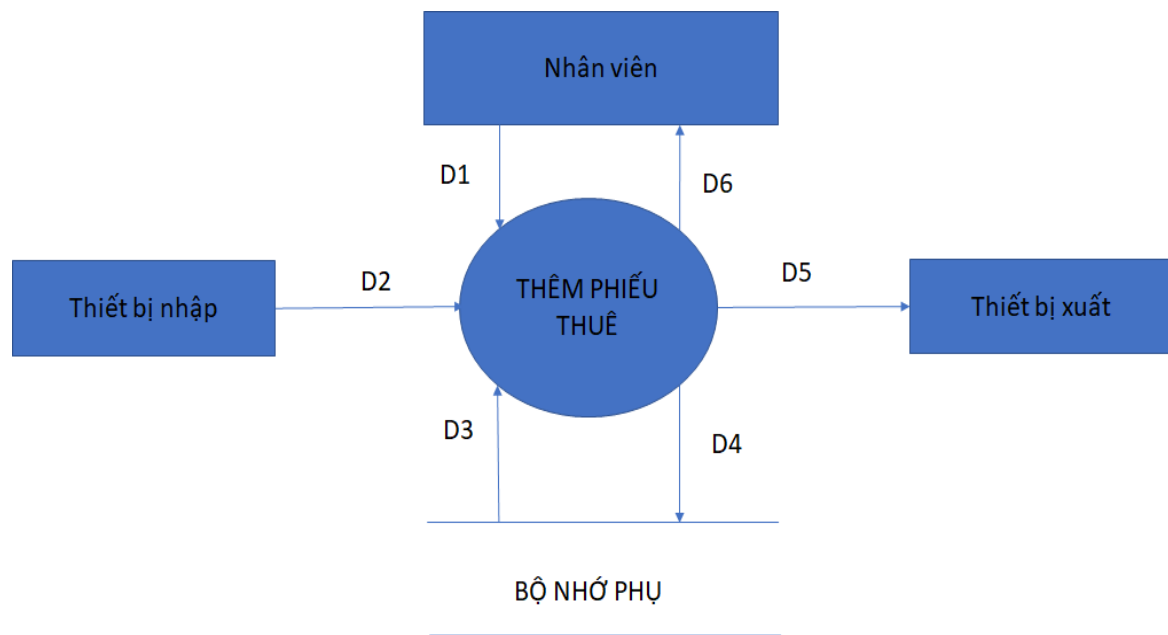 Nhân viên
D1
D6
D2
D5
Thiết bị nhập
THÊM PHIẾU
THUÊ
Thiết bị xuất
D3
D4
BỘ NHỚ PHỤ